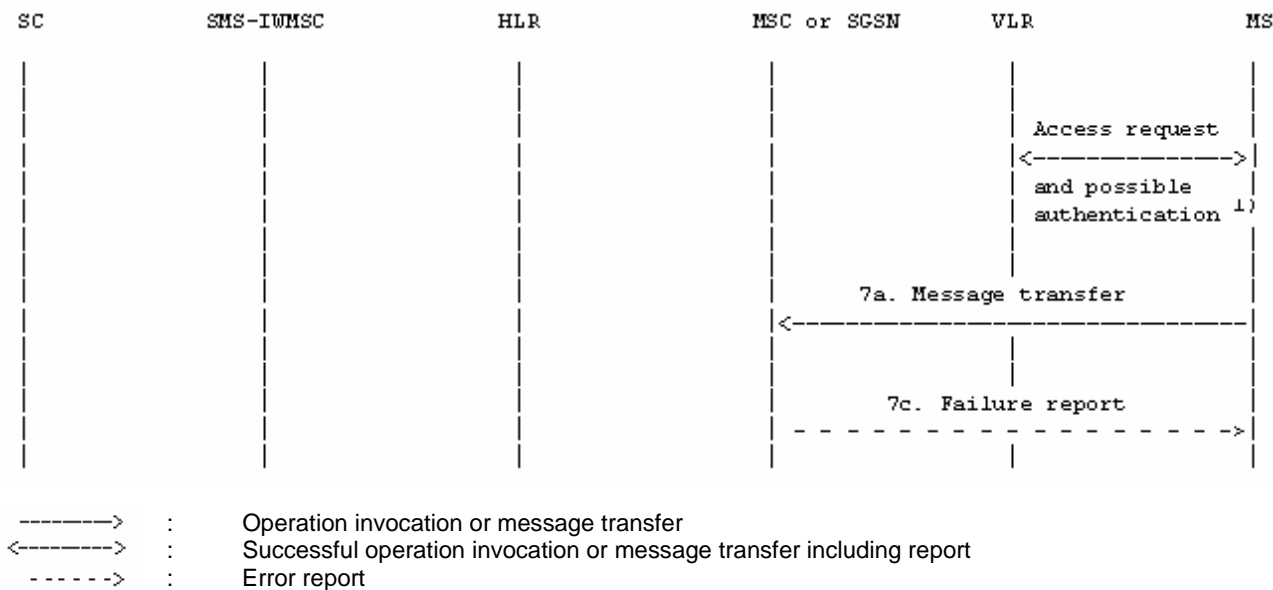 SC SMS-IWMSC HLR MSC or SGSN VLR MS
Access request
and possible
authentication 1)
7a. Message transfer
7c. Failure report
: Operation invocation or message transfer
: Successful operation invocation or message transfer including report
: Error report